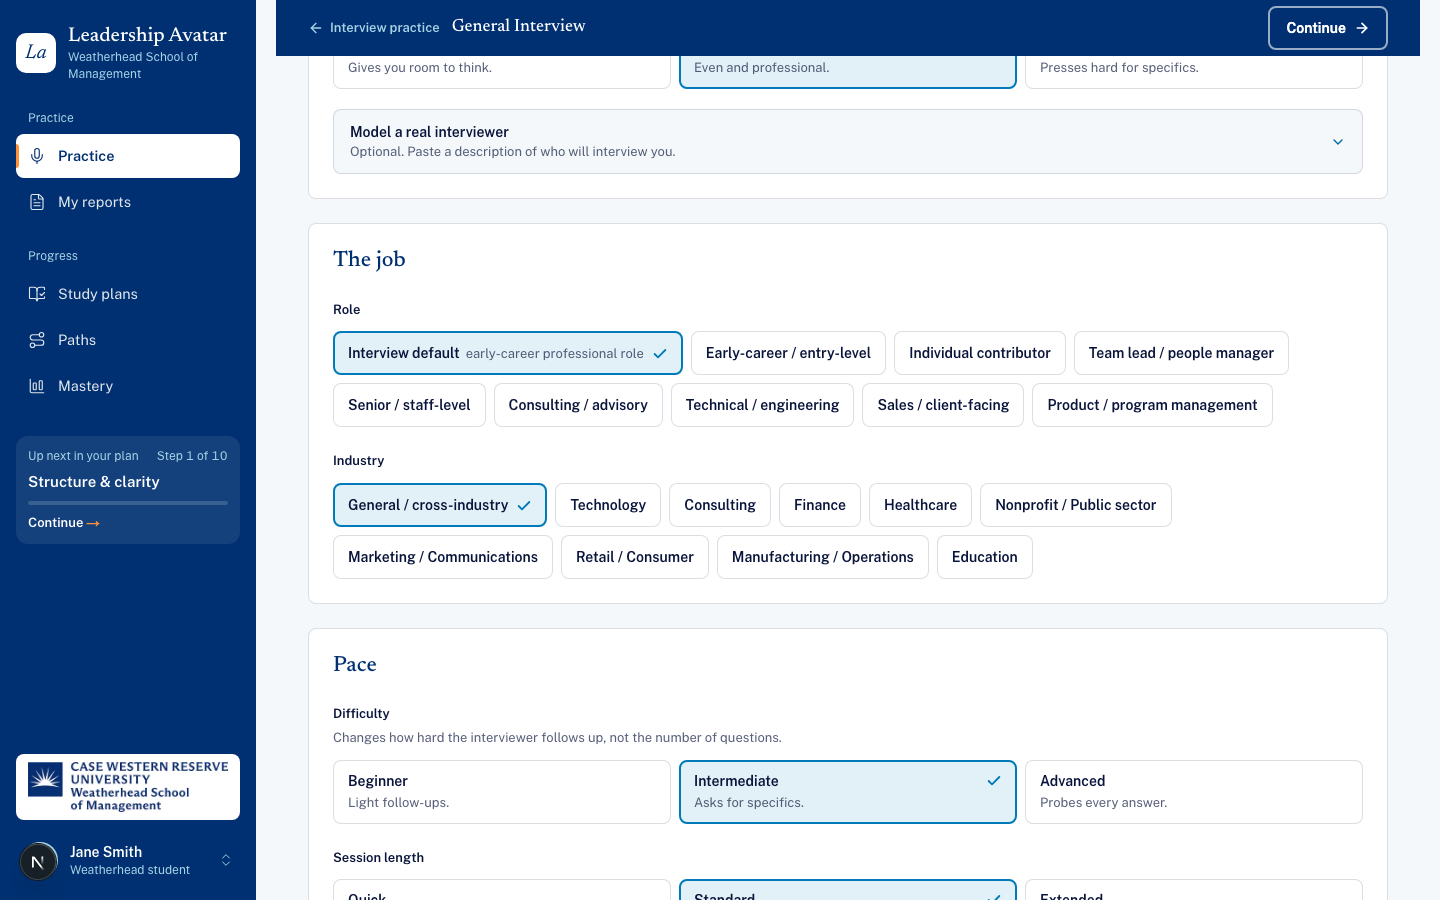 La
Leadership Avatar
Weatherhead School of
Management
Practice
Practice
My reports
Progress
Study plans
Paths
Mastery
Up next in your plan
Step 1 of 10
Structure & clarity
Continue →
CASE WESTERN RESERVE
UNIVERSITY
Weatherhead School
of Management
N
Jane Smith
Weatherhead student
← Interview practice
General Interview
Continue →
Gives you room to think.
Even and professional.
Presses hard for specifics.
Model a real interviewer
Optional. Paste a description of who will interview you.
The job
Role
Interview default early-career professional role
Early-career / entry-level
Individual contributor
Team lead / people manager
Senior / staff-level
Consulting / advisory
Technical / engineering
Sales / client-facing
Product / program management
Industry
General / cross-industry
Technology
Consulting
Finance
Healthcare
Nonprofit / Public sector
Marketing / Communications
Retail / Consumer
Manufacturing / Operations
Education
Pace
Difficulty
Changes how hard the interviewer follows up, not the number of questions.
Beginner
Light follow-ups.
Intermediate
Asks for specifics.
Advanced
Probes every answer.
Session length
Quick
Standard
Extended